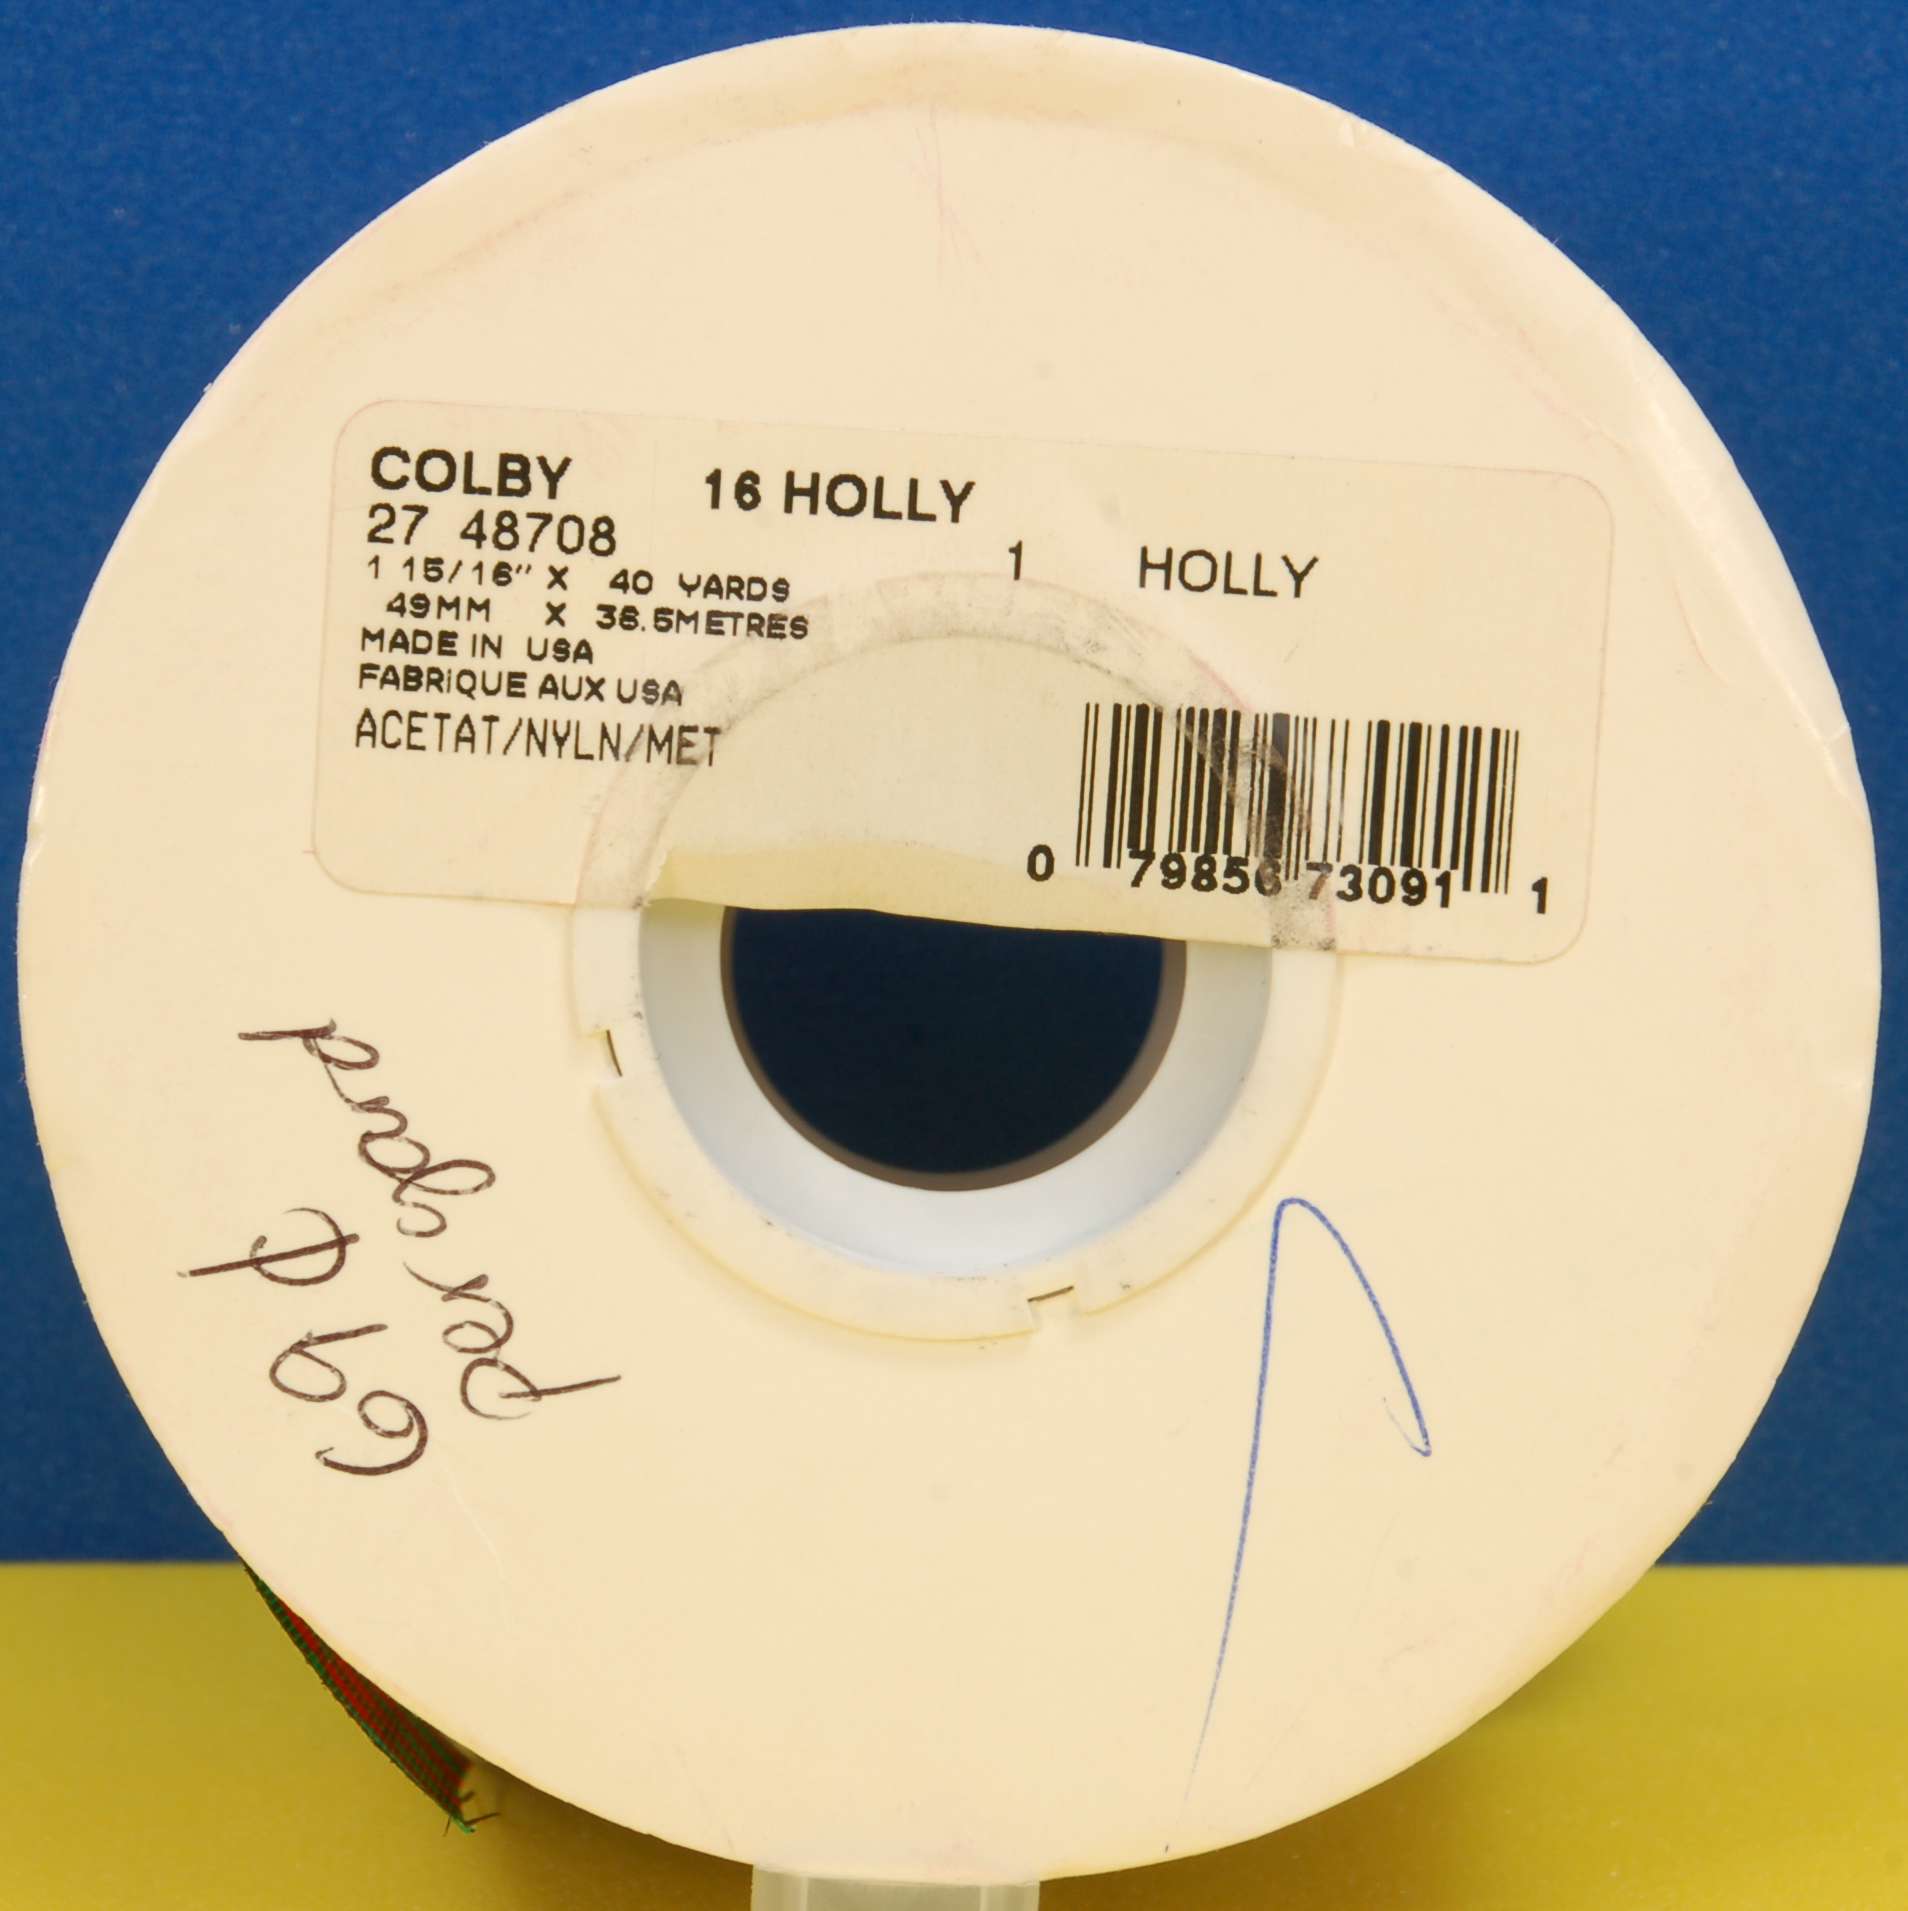 COLBY 16 HOLLY
27 48708 1 HOLLY
1 15/16" X 40 YARDS
49MM X 36.5METRES
MADE IN USA
FABRIQUE AUX USA
ACETAT/NYLN/MET
0 79856 73091 1
69¢
per yard